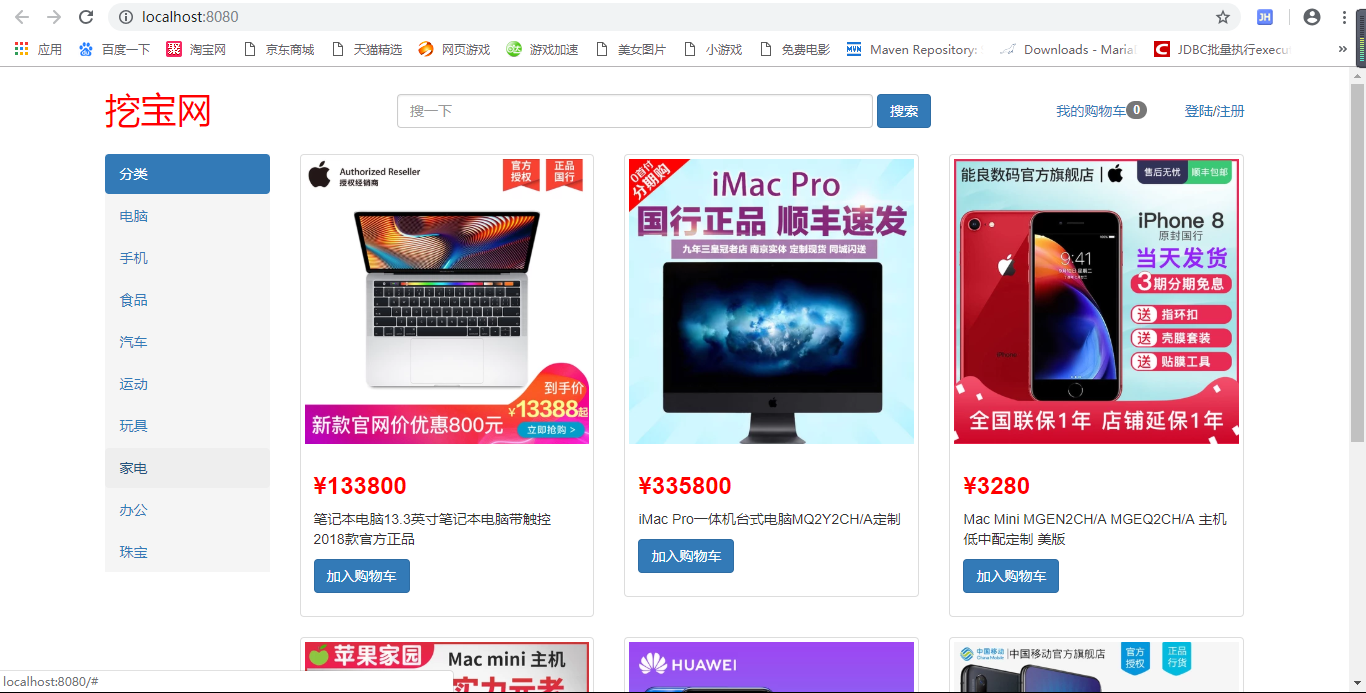 localhost:8080
JH
应用
百度一下
聚
淘宝网
京东商城
天猫精选
网页游戏
游戏加速
美女图片
小游戏
免费电影
MVN
Maven Repository:
Downloads - Maria
C
JDBC批量执行execu
»
挖宝网
搜一下
搜索
我的购物车 0
登陆/注册
分类
电脑
手机
食品
汽车
运动
玩具
家电
办公
珠宝
Authorized Reseller
授权经销商
官方授权
正品国行
到手价
¥13388起
新款官网价优惠800元
立即抢购 >
¥133800
笔记本电脑13.3英寸笔记本电脑带触控
2018款官方正品
加入购物车
0首付
分期购
iMac Pro
国行正品 顺丰速发
九年三皇冠老店 南京实体 定制现货 同城闪送
¥335800
iMac Pro一体机台式电脑MQ2Y2CH/A定制
加入购物车
能良数码官方旗舰店
售后无忧
顺丰包邮
iPhone 8
原封国行
当天发货
3期分期免息
送 指环扣
送 壳膜套装
送 贴膜工具
9:41
iPhone
全国联保1年 店铺延保1年
¥3280
Mac Mini MGEN2CH/A MGEQ2CH/A 主机
低中配定制 美版
加入购物车
苹果家园
Mac mini 主机
实力元老
HUAWEI
中国移动
China Mobile
中国移动官方旗舰店
官方授权
正品行货
localhost:8080/#